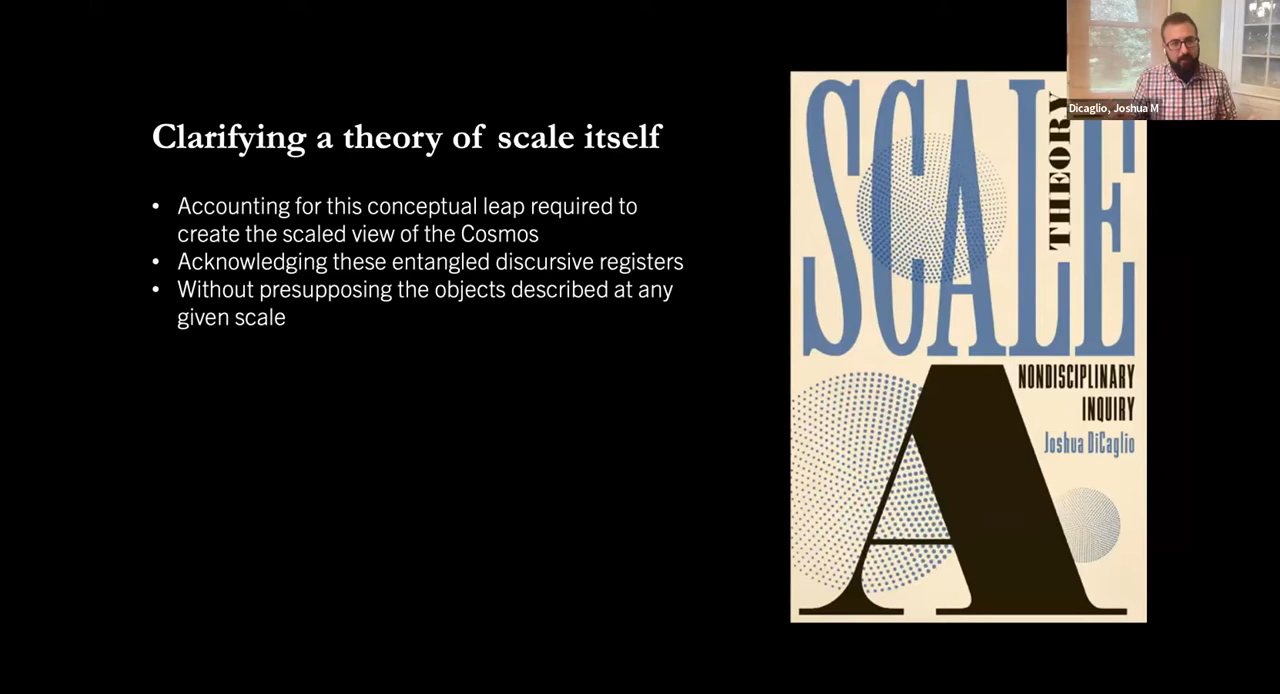 Clarifying a theory of scale itself
• Accounting for this conceptual leap required to
create the scaled view of the Cosmos
• Acknowledging these entangled discursive registers
• Without presupposing the objects described at any
given scale
SCALE
THEORY
A
NONDISCIPLINARY
INQUIRY
Joshua DiCaglio
Dicaglio, Joshua M